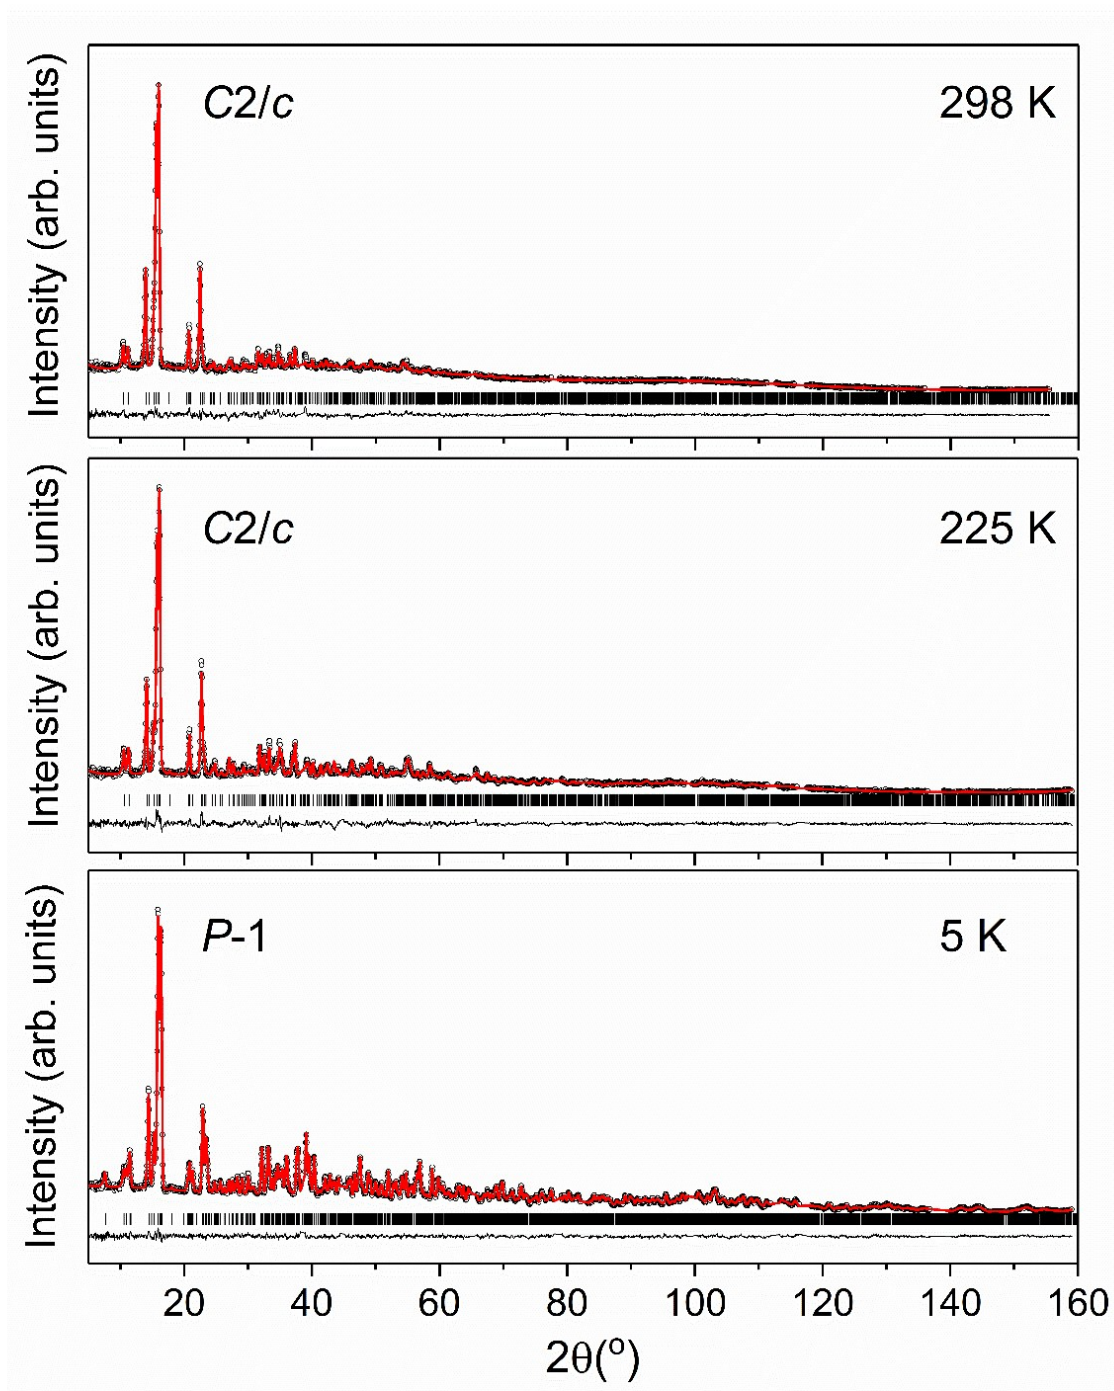 Intensity (arb. units)
C2/c
298 K
Intensity (arb. units)
C2/c
225 K
Intensity (arb. units)
P-1
5 K
20 40 60 80 100 120 140 160
2θ(°)